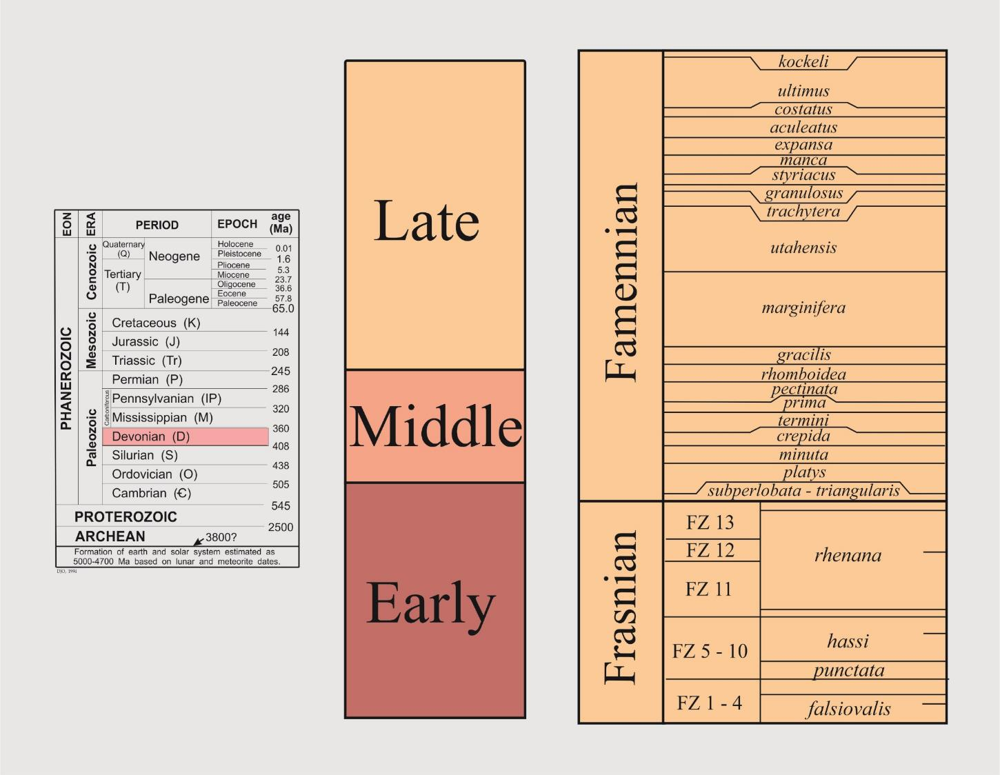 EON
ERA
PERIOD
EPOCH
age
(Ma)
PHANEROZOIC
Cenozoic
Quaternary
(Q)
Tertiary
(T)
Neogene
Paleogene
Holocene
Pleistocene
Pliocene
Miocene
Oligocene
Eocene
Paleocene
0.01
1.6
5.3
23.7
36.6
57.8
65.0
Mesozoic
Cretaceous (K)
144
Jurassic (J)
208
Triassic (Tr)
245
Paleozoic
Permian (P)
286
Carboniferous
Pennsylvanian (IP)
320
Mississippian (M)
360
Devonian (D)
408
Silurian (S)
438
Ordovician (O)
505
Cambrian (Є)
545
PROTEROZOIC
2500
ARCHEAN
3800?
Formation of earth and solar system estimated as
5000-4700 Ma based on lunar and meteorite dates.
DJO, 1994
Late
Middle
Early
Famennian
kockeli
ultimus
costatus
aculeatus
expansa
manca
styriacus
granulosus
trachytera
utahensis
marginifera
gracilis
rhomboidea
pectinata
prima
termini
crepida
minuta
platys
subperlobata - triangularis
Frasnian
FZ 13
FZ 12
FZ 11
FZ 5 - 10
FZ 1 - 4
rhenana
hassi
punctata
falsiovalis